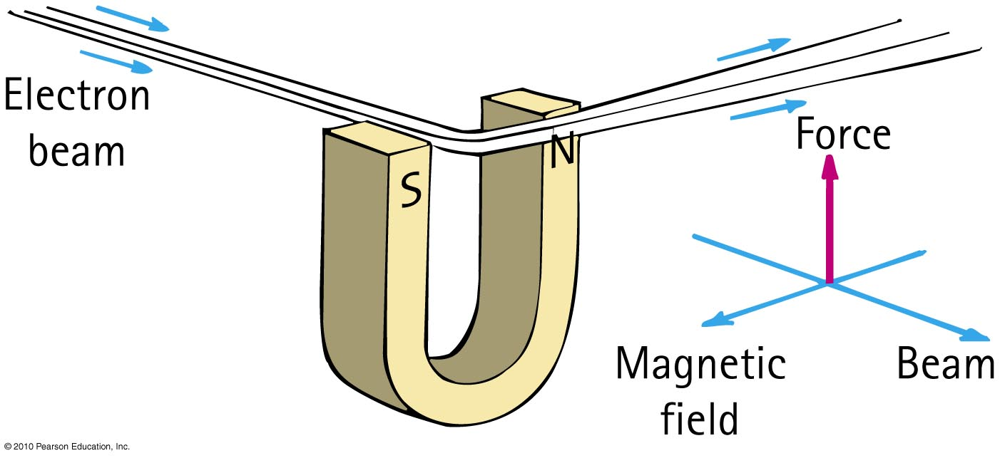 Electron
beam
S
N
Force
Magnetic
field
Beam
© 2010 Pearson Education, Inc.